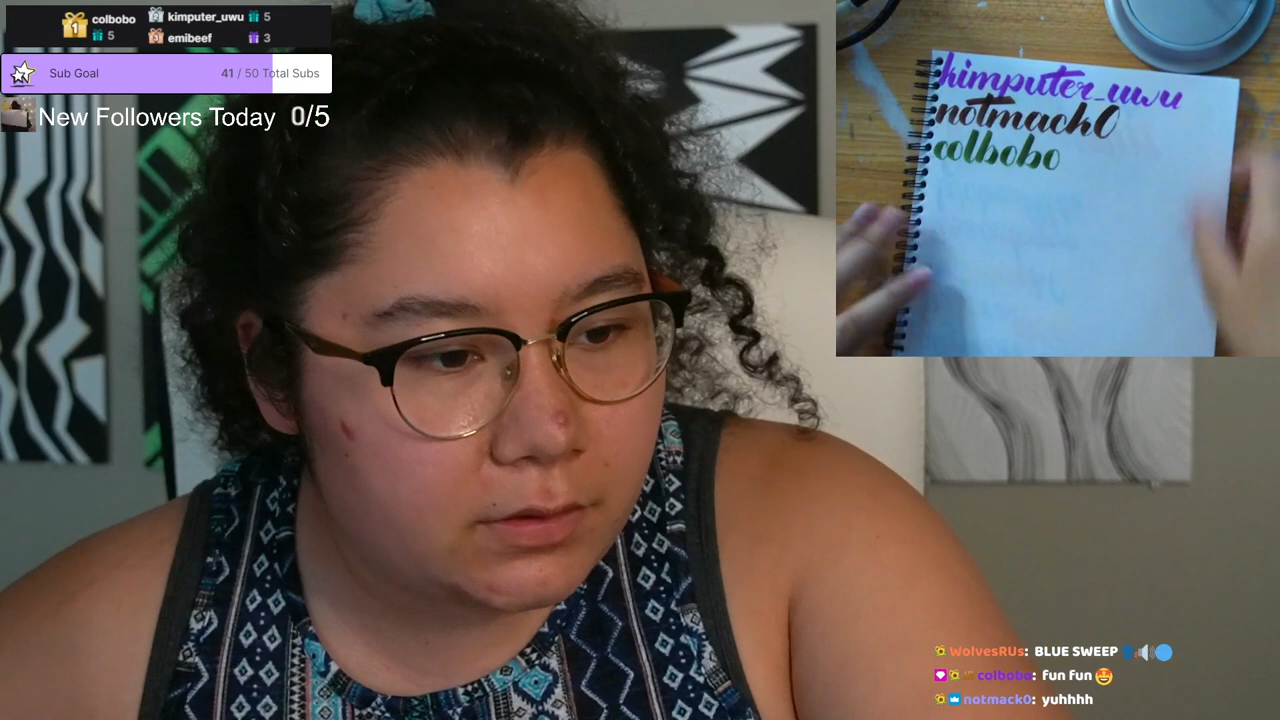 colbobo
5
kimputer_uwu 5
emibeef 3
Sub Goal 41 / 50 Total Subs
New Followers Today 0/5
kimputer_uwu
notmack0
colbobo
WolvesRUs: BLUE SWEEP
colbobo: fun fun
notmack0: yuhhhh